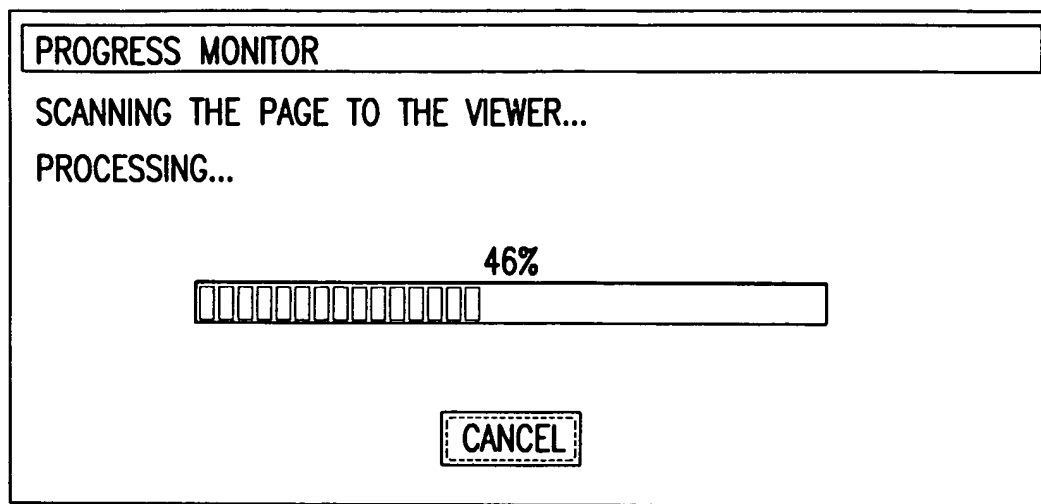 PROGRESS MONITOR
SCANNING THE PAGE TO THE VIEWER...
PROCESSING...
46%
CANCEL